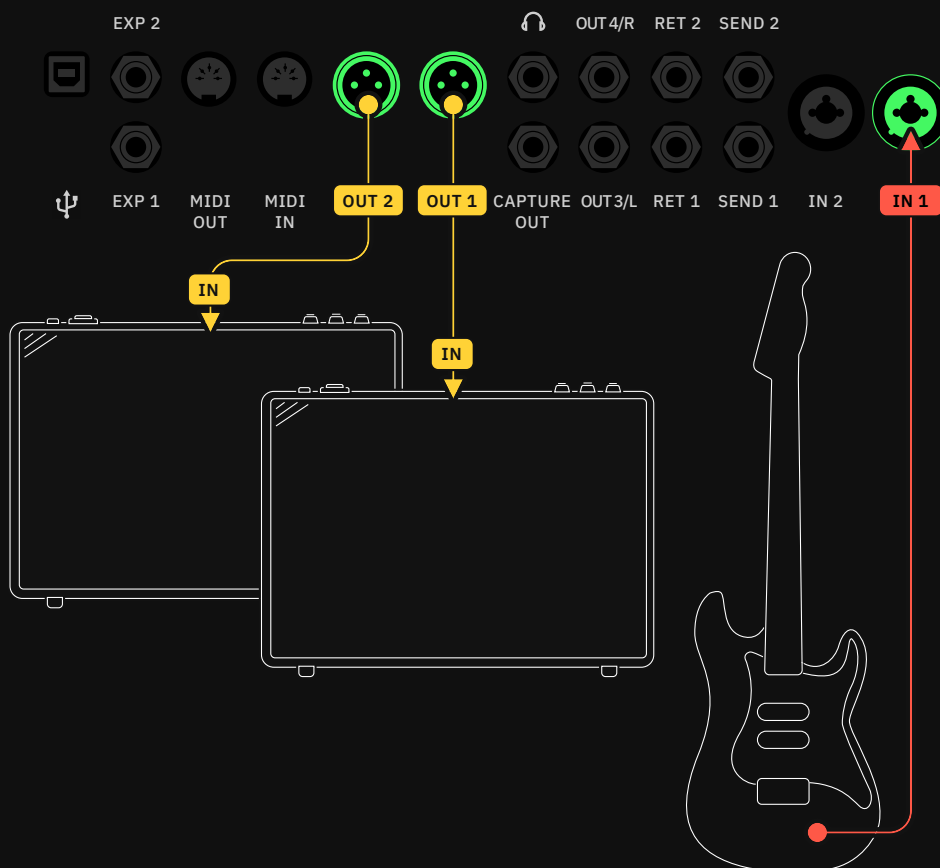 EXP 2
OUT4/R
RET 2
SEND 2
EXP 1
MIDI
OUT
MIDI
IN
OUT 2
OUT 1
CAPTURE
OUT
OUT3/L
RET 1
SEND 1
IN 2
IN 1
IN
IN